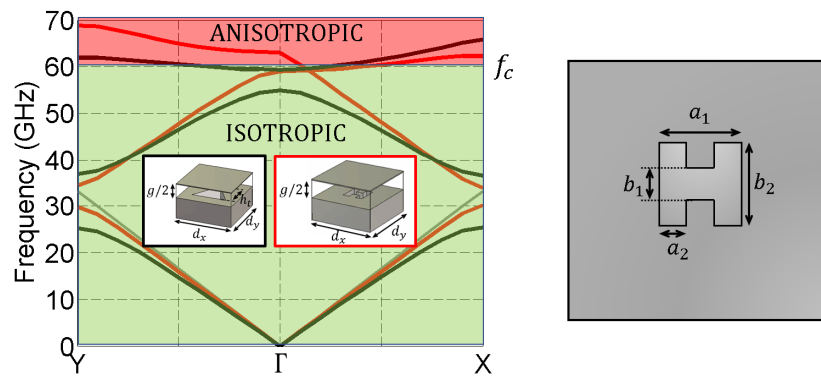 70
60
50
40
30
20
10
0
Frequency (GHz)
ANISOTROPIC
f_c
ISOTROPIC
g/2
h_t
d_x
d_y
g/2
d_x
d_y
Y
Γ
X
a_1
b_1
b_2
a_2